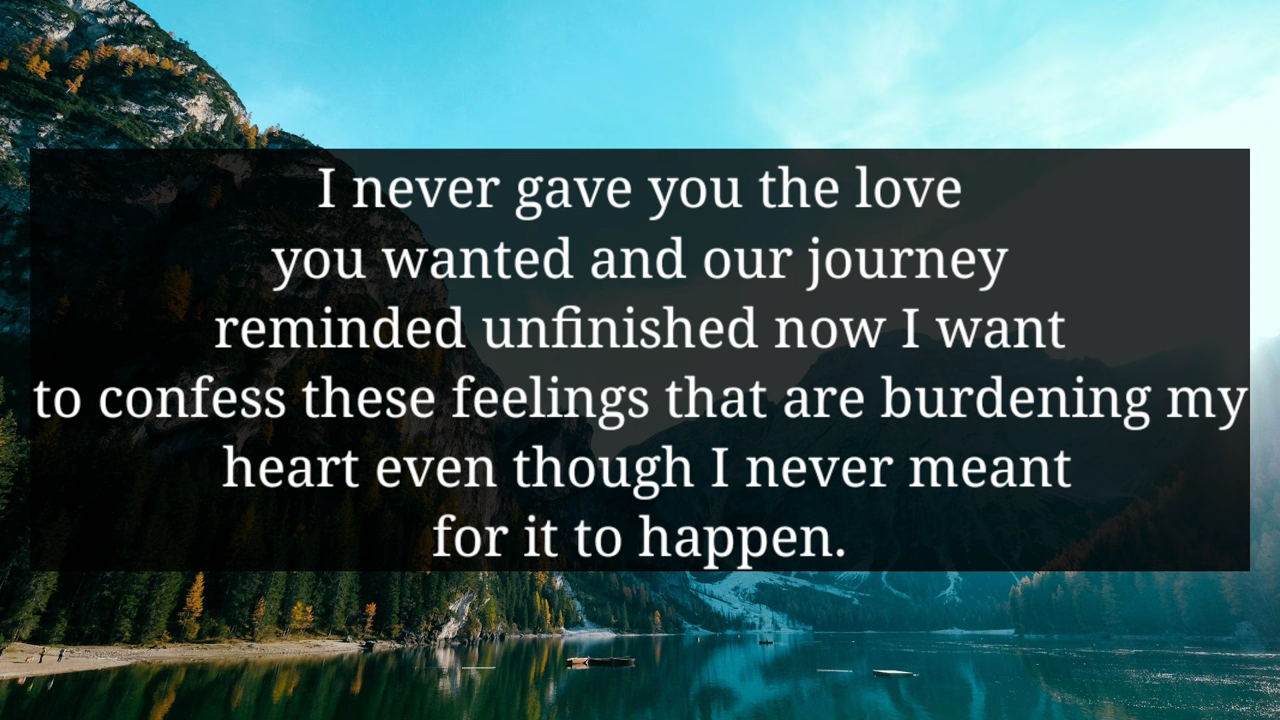 I never gave you the love
you wanted and our journey
reminded unfinished now I want
to confess these feelings that are burdening my
heart even though I never meant
for it to happen.